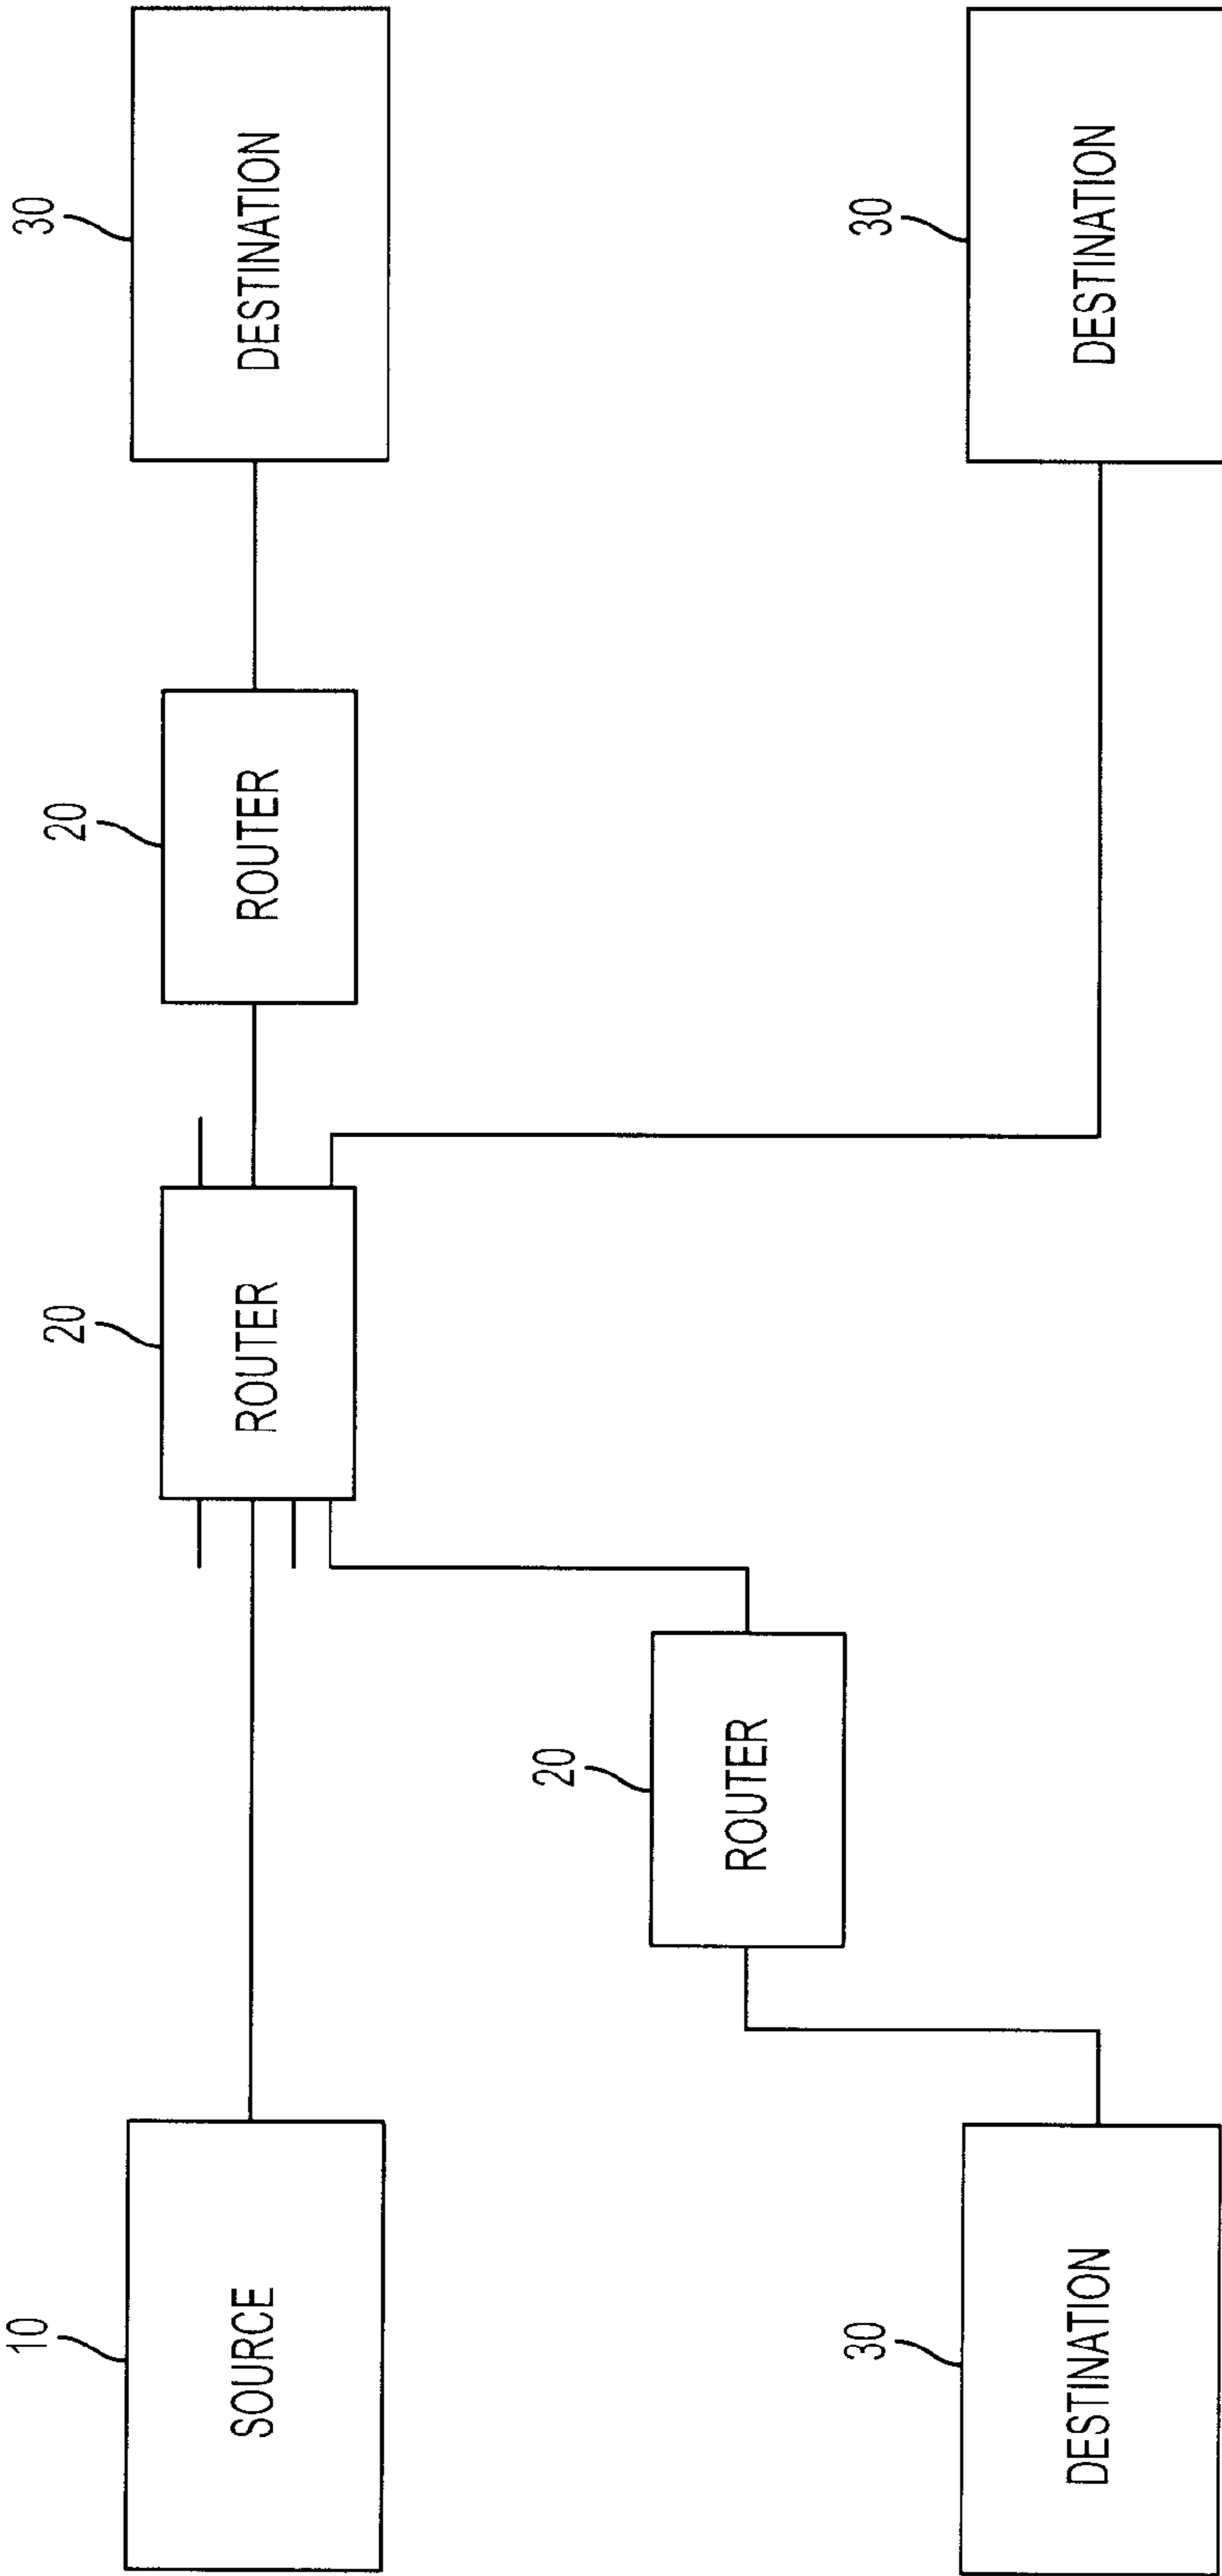 10
SOURCE
20
ROUTER
20
ROUTER
30
DESTINATION
20
ROUTER
30
DESTINATION
30
DESTINATION